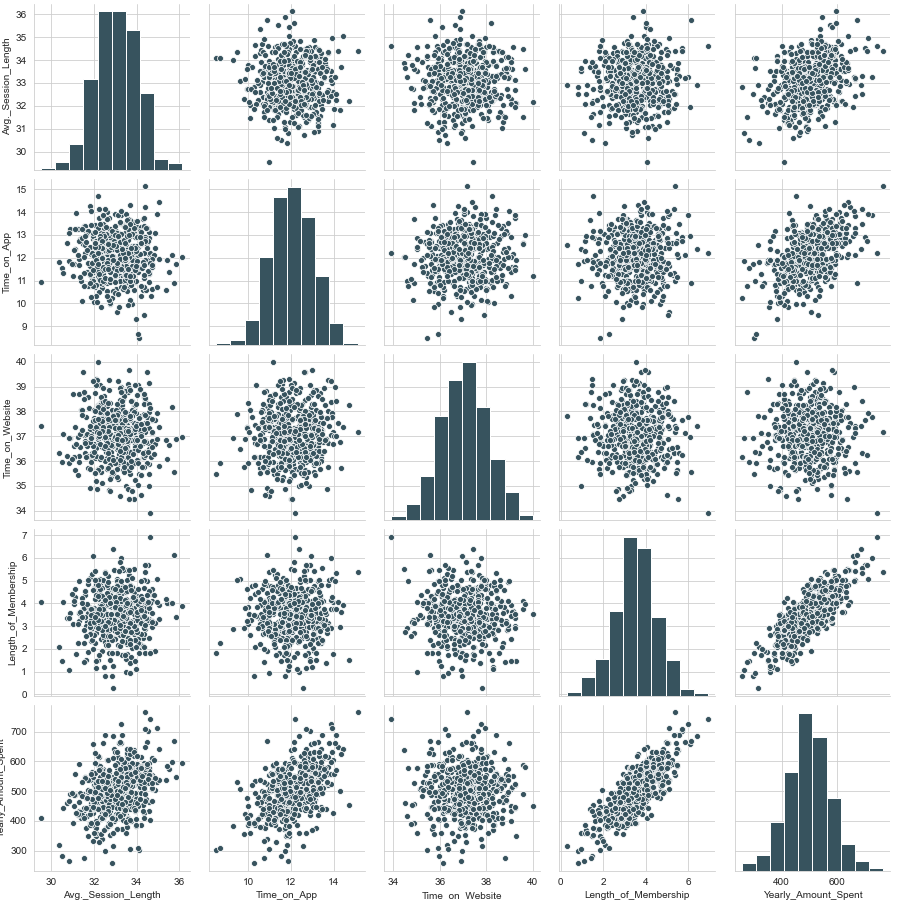 Avg._Session_Length
36
35
34
33
32
31
30
Time_on_App
15
14
13
12
11
10
9
Time_on_Website
40
39
38
37
36
35
34
Length_of_Membership
7
6
5
4
3
2
1
0
Yearly_Amount_Spent
700
600
500
400
300
30 32 34 36
10 12 14
34 36 38 40
0 2 4 6
400 600
Avg._Session_Length
Time_on_App
Time_on_Website
Length_of_Membership
Yearly_Amount_Spent